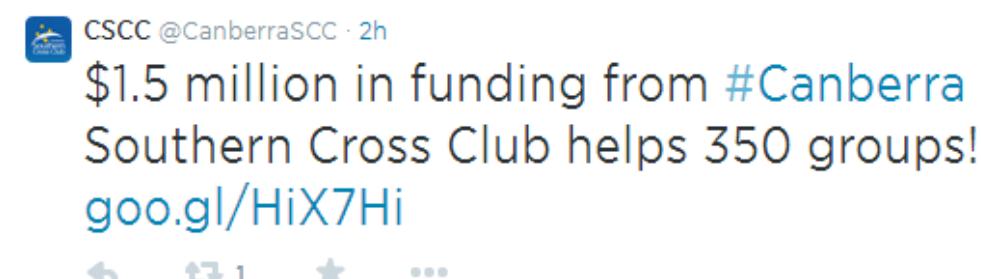 CSCC @CanberraSCC · 2h
$1.5 million in funding from #Canberra
Southern Cross Club helps 350 groups!
goo.gl/HiX7Hi
1